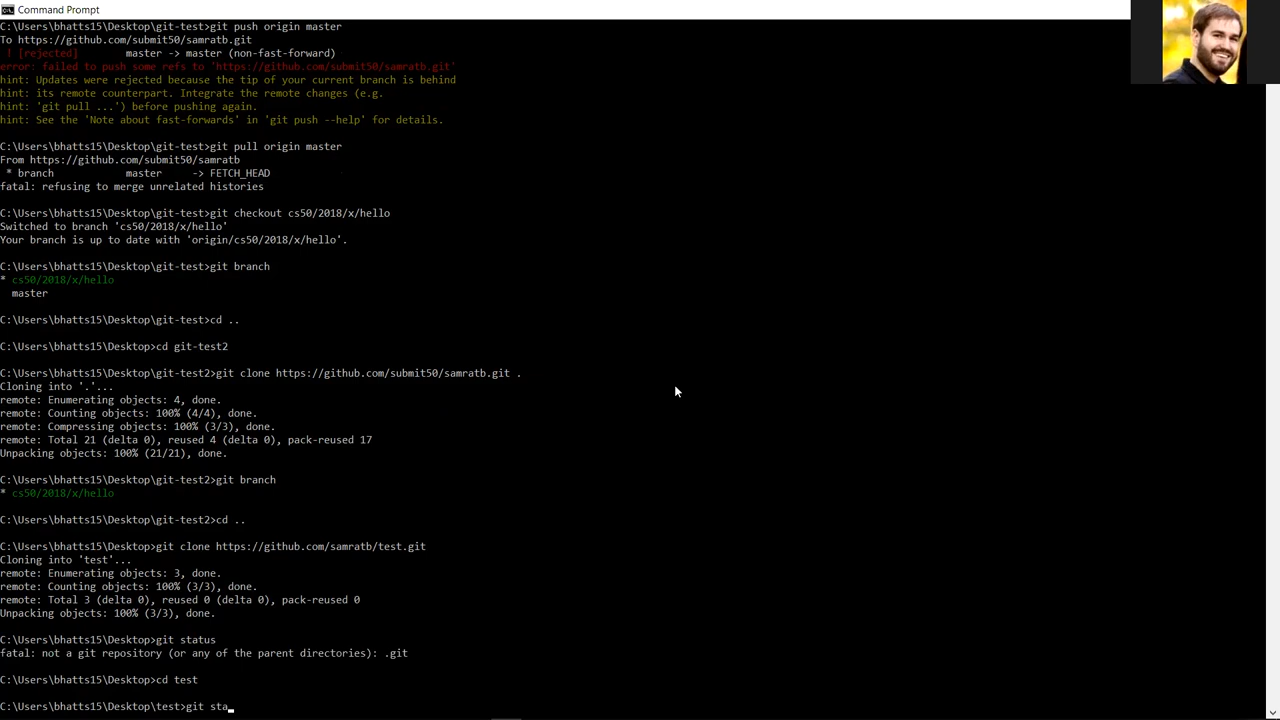 Command Prompt
C:\Users\bhatts15\Desktop\git-test>git push origin master
To https://github.com/submit50/samratb.git
 ! [rejected]        master -> master (non-fast-forward)
error: failed to push some refs to 'https://github.com/submit50/samratb.git'
hint: Updates were rejected because the tip of your current branch is behind
hint: its remote counterpart. Integrate the remote changes (e.g.
hint: 'git pull ...') before pushing again.
hint: See the 'Note about fast-forwards' in 'git push --help' for details.
C:\Users\bhatts15\Desktop\git-test>git pull origin master
From https://github.com/submit50/samratb
 * branch            master     -> FETCH_HEAD
fatal: refusing to merge unrelated histories
C:\Users\bhatts15\Desktop\git-test>git checkout cs50/2018/x/hello
Switched to branch 'cs50/2018/x/hello'
Your branch is up to date with 'origin/cs50/2018/x/hello'.
C:\Users\bhatts15\Desktop\git-test>git branch
* cs50/2018/x/hello
  master
C:\Users\bhatts15\Desktop\git-test>cd ..
C:\Users\bhatts15\Desktop>cd git-test2
C:\Users\bhatts15\Desktop\git-test2>git clone https://github.com/submit50/samratb.git .
Cloning into '.'...
remote: Enumerating objects: 4, done.
remote: Counting objects: 100% (4/4), done.
remote: Compressing objects: 100% (3/3), done.
remote: Total 21 (delta 0), reused 4 (delta 0), pack-reused 17
Unpacking objects: 100% (21/21), done.
C:\Users\bhatts15\Desktop\git-test2>git branch
* cs50/2018/x/hello
C:\Users\bhatts15\Desktop\git-test2>cd ..
C:\Users\bhatts15\Desktop>git clone https://github.com/samratb/test.git
Cloning into 'test'...
remote: Enumerating objects: 3, done.
remote: Counting objects: 100% (3/3), done.
remote: Total 3 (delta 0), reused 0 (delta 0), pack-reused 0
Unpacking objects: 100% (3/3), done.
C:\Users\bhatts15\Desktop>git status
fatal: not a git repository (or any of the parent directories): .git
C:\Users\bhatts15\Desktop>cd test
C:\Users\bhatts15\Desktop\test>git sta